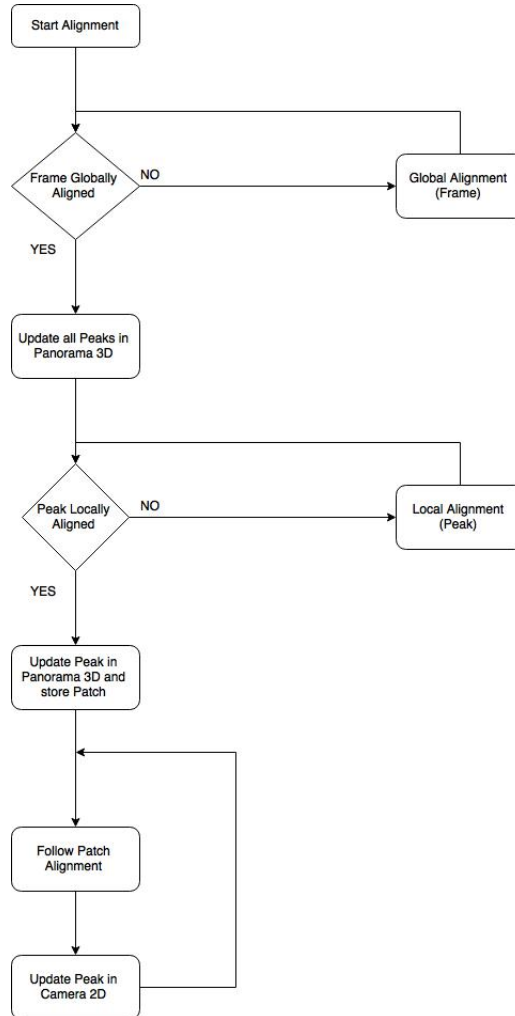 Start Alignment
Frame Globally
Aligned
NO
Global Alignment
(Frame)
YES
Update all Peaks in
Panorama 3D
Peak Locally
Aligned
NO
Local Alignment
(Peak)
YES
Update Peak in
Panorama 3D and
store Patch
Follow Patch
Alignment
Update Peak in
Camera 2D